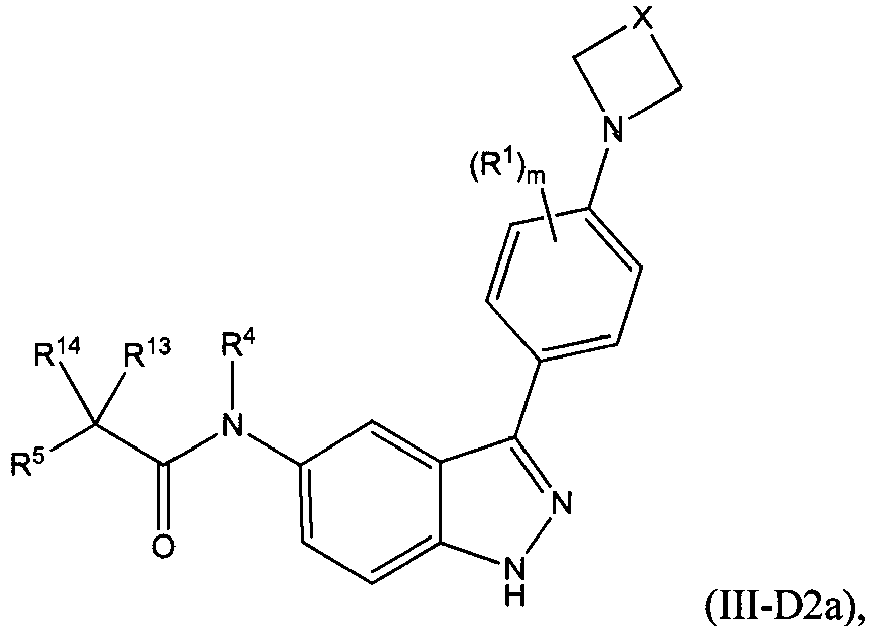 X
N
(R¹)ₘ
R¹⁴ R¹³ R⁴
N
R⁵
N
O
N
H
(III-D2a),